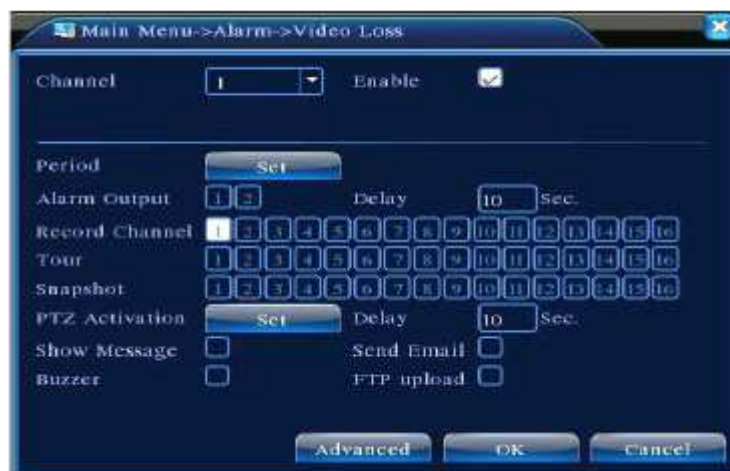 Main Menu->Alarm->Video Loss
Channel 1 Enable
Period Set
Alarm Output 1 2 Delay 10 Sec.
Record Channel 1 2 3 4 5 6 7 8 9 10 11 12 13 14 15 16
Tour 1 2 3 4 5 6 7 8 9 10 11 12 13 14 15 16
Snapshot 1 2 3 4 5 6 7 8 9 10 11 12 13 14 15 16
PTZ Activation Set Delay 10 Sec.
Show Message Send Email
Buzzer FTP upload
Advanced OK Cancel